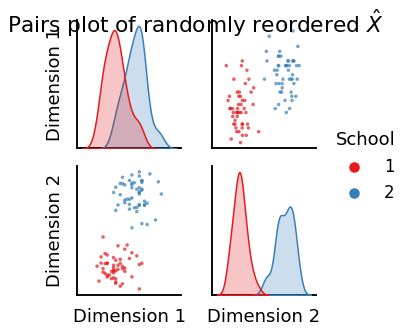 Pairs plot of randomly reordered X̂
Dimension 1
School
1
2
Dimension 2
Dimension 1
Dimension 2